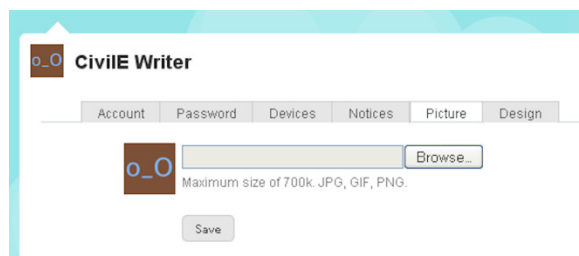 o_O CivilE Writer
Account Password Devices Notices Picture Design
o_O Browse...
Maximum size of 700k. JPG, GIF, PNG.
Save